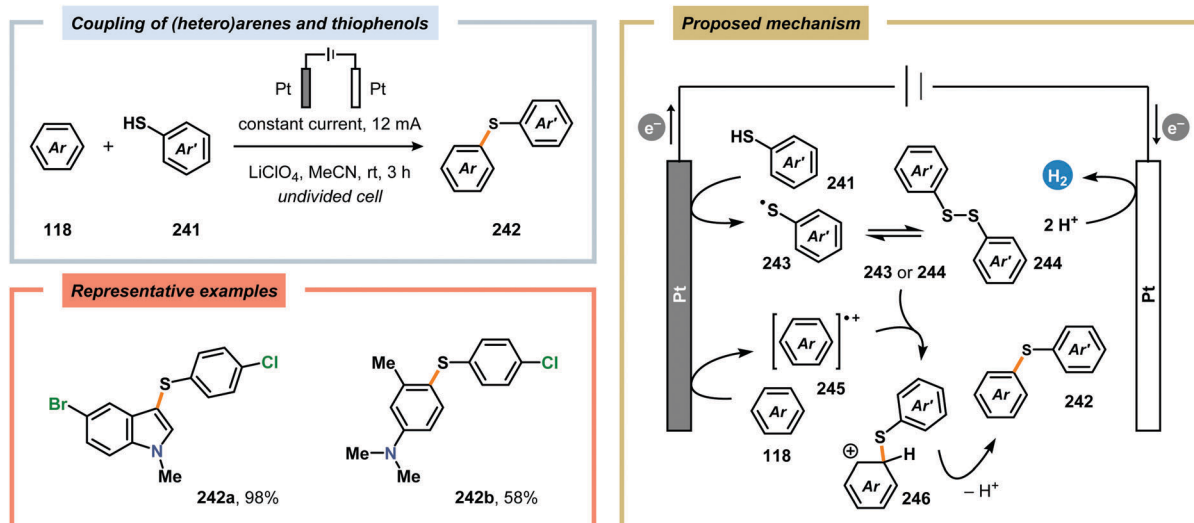 Coupling of (hetero)arenes and thiophenols
Pt
Pt
constant current, 12 mA
LiClO₄, MeCN, rt, 3 h
undivided cell
Ar
+
HS
Ar'
S
Ar
Ar'
118
241
242
Representative examples
Br
S
Cl
N
Me
242a, 98%
Me
S
Cl
Me
N
Me
242b, 58%
Proposed mechanism
e⁻
e⁻
Pt
Pt
HS
Ar'
241
•S
Ar'
243
243 or 244
Ar'
S–S
Ar'
244
H₂
2 H⁺
[Ar]•+
245
Ar
118
Ar'
S
H
⊕
Ar
246
– H⁺
S
Ar
Ar'
242